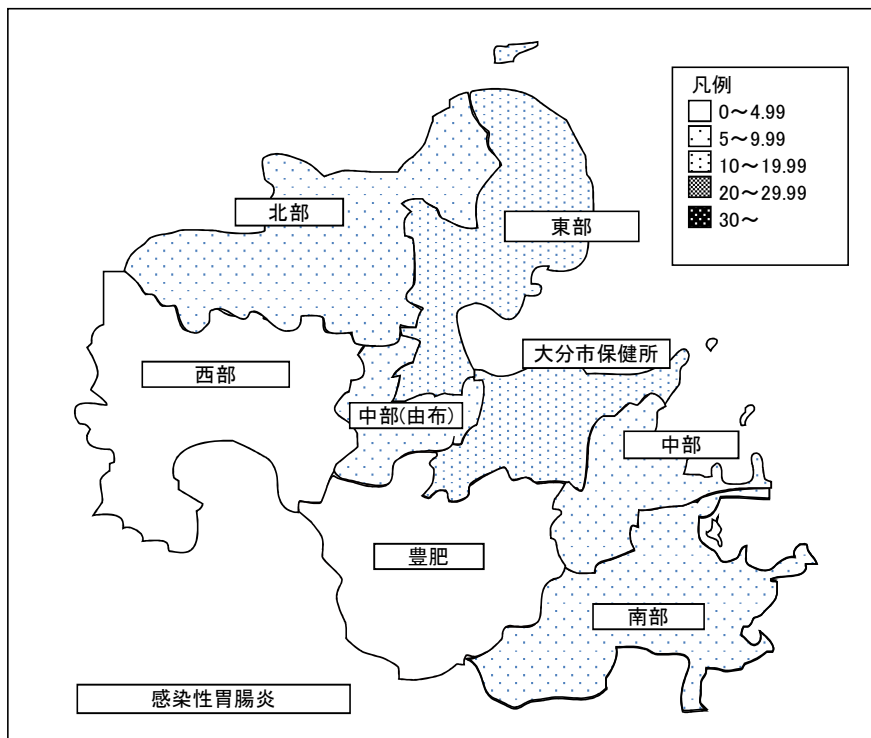 凡例
0～4.99
5～9.99
10～19.99
20～29.99
30～
北部
東部
大分市保健所
西部
中部(由布)
中部
豊肥
南部
感染性胃腸炎